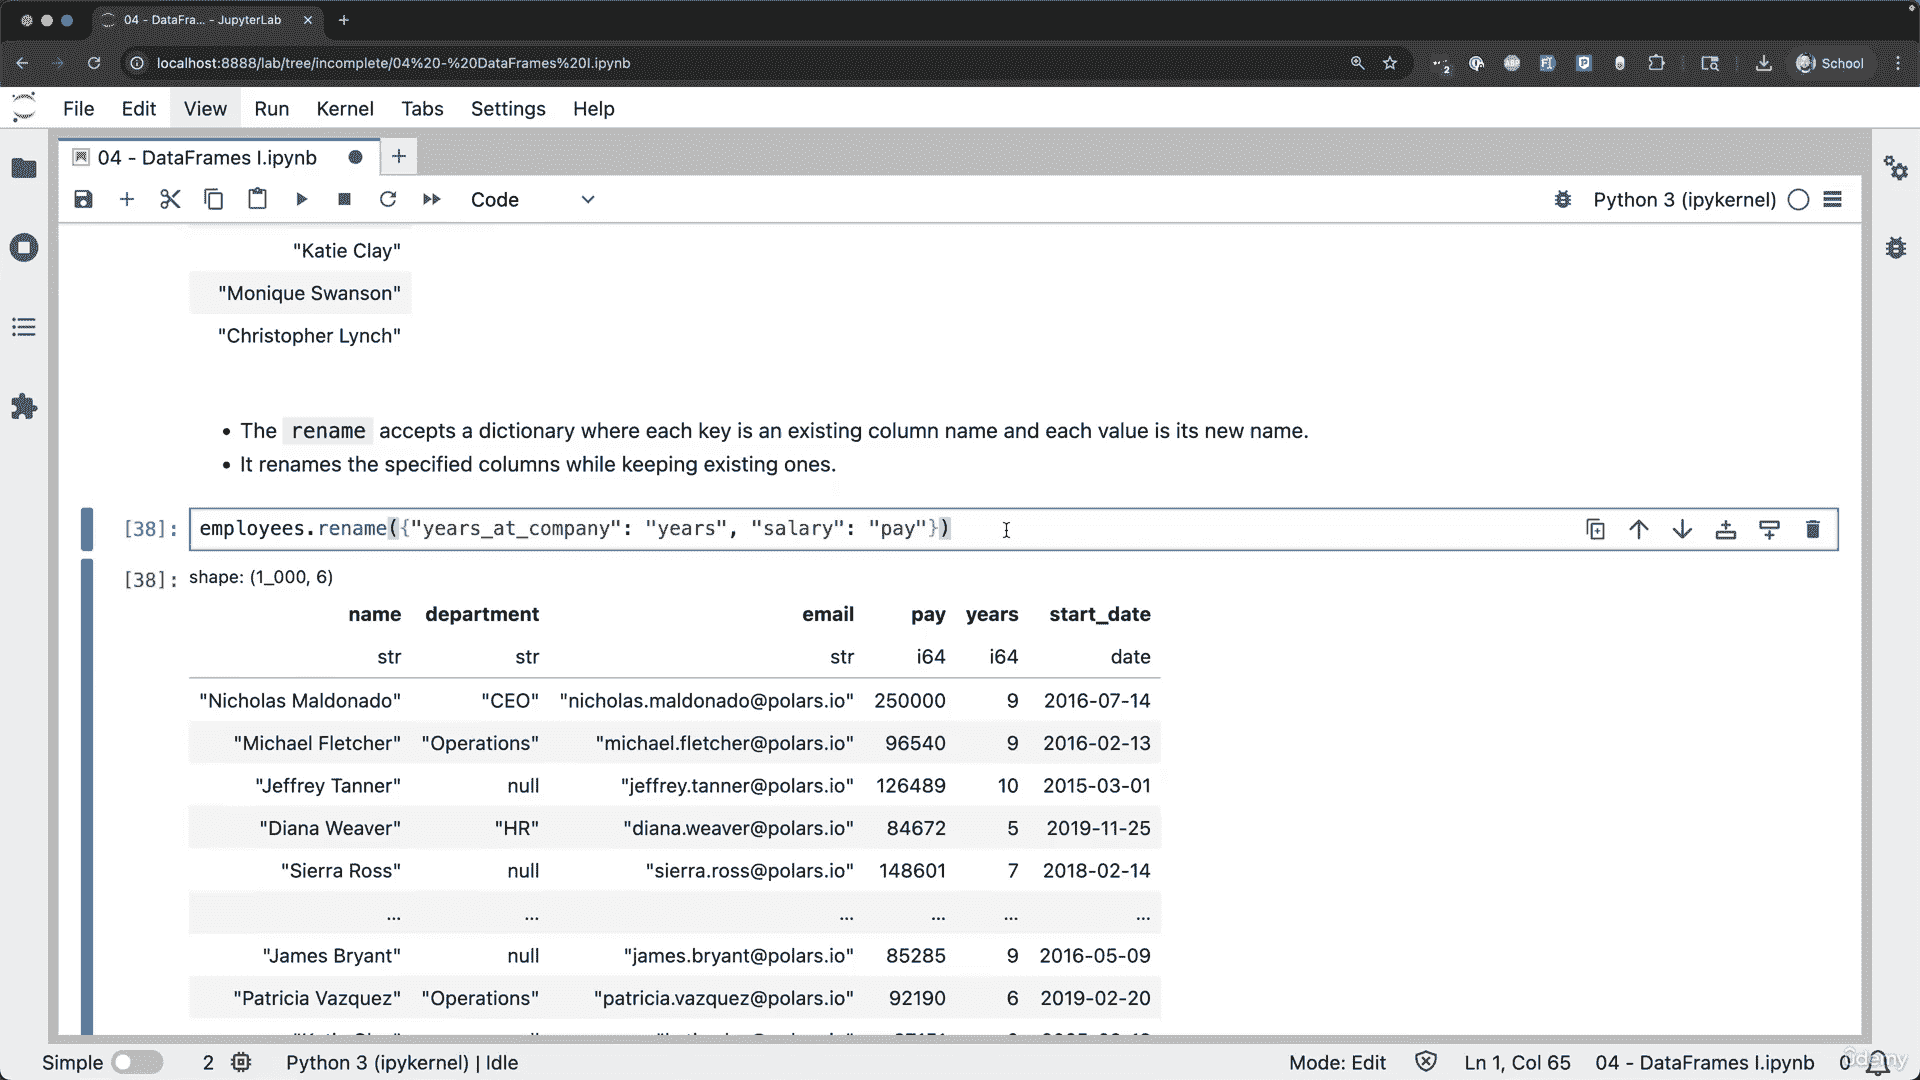 04 - DataFra... - JupyterLab
localhost:8888/lab/tree/incomplete/04%20-%20DataFrames%20I.ipynb
2
ABP
School
File Edit View Run Kernel Tabs Settings Help
04 - DataFrames I.ipynb
Code
Python 3 (ipykernel)
"Katie Clay"
"Monique Swanson"
"Christopher Lynch"
• The rename accepts a dictionary where each key is an existing column name and each value is its new name.
• It renames the specified columns while keeping existing ones.
[38]: employees.rename({"years_at_company": "years", "salary": "pay"})
[38]: shape: (1_000, 6)
name department email pay years start_date
str str str i64 i64 date
"Nicholas Maldonado" "CEO" "nicholas.maldonado@polars.io" 250000 9 2016-07-14
"Michael Fletcher" "Operations" "michael.fletcher@polars.io" 96540 9 2016-02-13
"Jeffrey Tanner" null "jeffrey.tanner@polars.io" 126489 10 2015-03-01
"Diana Weaver" "HR" "diana.weaver@polars.io" 84672 5 2019-11-25
"Sierra Ross" null "sierra.ross@polars.io" 148601 7 2018-02-14
... ... ... ... ... ...
"James Bryant" null "james.bryant@polars.io" 85285 9 2016-05-09
"Patricia Vazquez" "Operations" "patricia.vazquez@polars.io" 92190 6 2019-02-20
Simple 2 Python 3 (ipykernel) | Idle Mode: Edit Ln 1, Col 65 04 - DataFrames I.ipynb 0
udemy